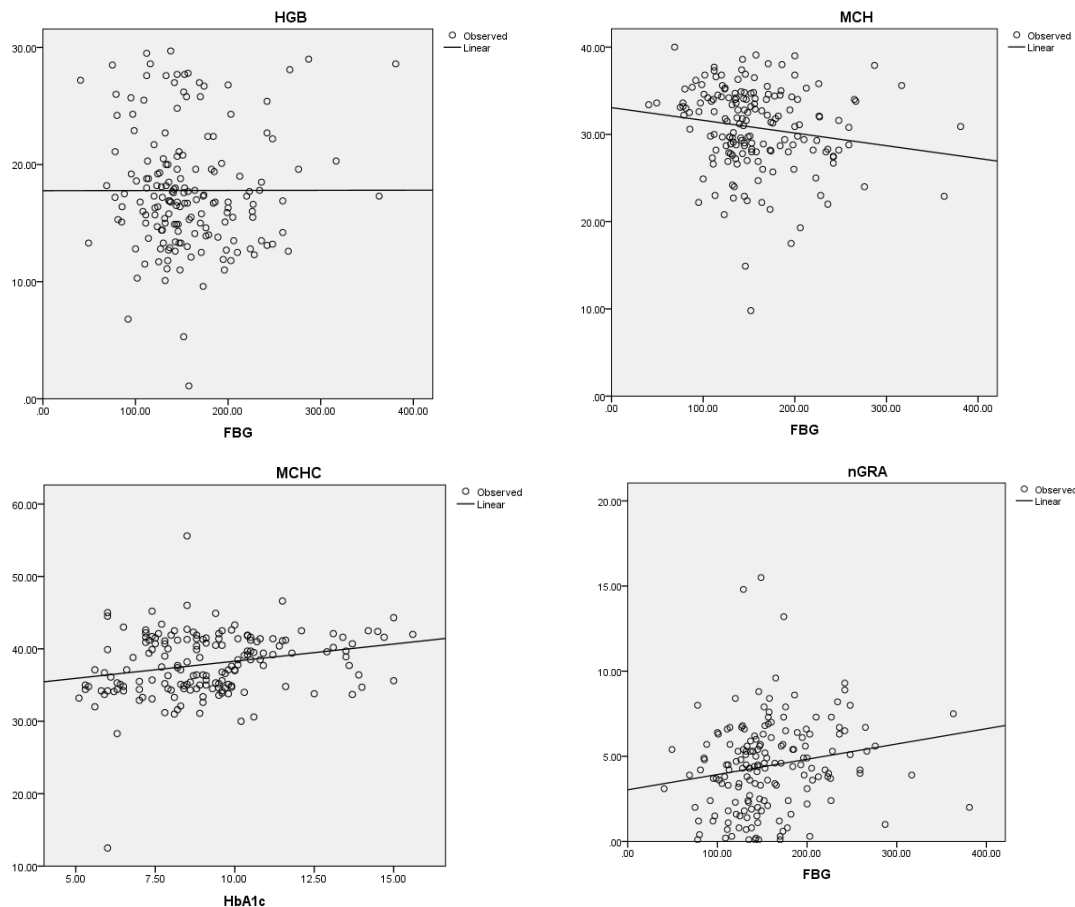 HGB
○ Observed
— Linear
30.00
20.00
10.00
.00
.00 100.00 200.00 300.00 400.00
FBG
MCH
○ Observed
— Linear
40.00
30.00
20.00
10.00
.00
.00 100.00 200.00 300.00 400.00
FBG
MCHC
○ Observed
— Linear
60.00
50.00
40.00
30.00
20.00
10.00
5.00 7.50 10.00 12.50 15.00
HbA1c
nGRA
○ Observed
— Linear
20.00
15.00
10.00
5.00
.00
.00 100.00 200.00 300.00 400.00
FBG